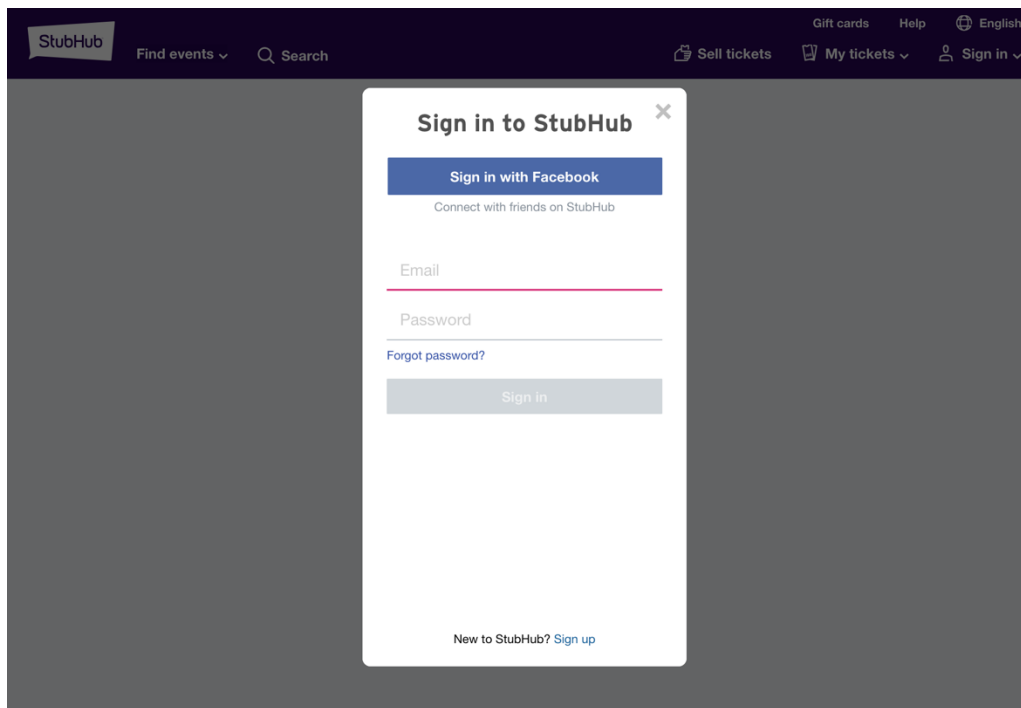 Gift cards Help English
StubHub
Find events Search Sell tickets My tickets Sign in
Sign in to StubHub
Sign in with Facebook
Connect with friends on StubHub
Email
Password
Forgot password?
Sign in
New to StubHub? Sign up